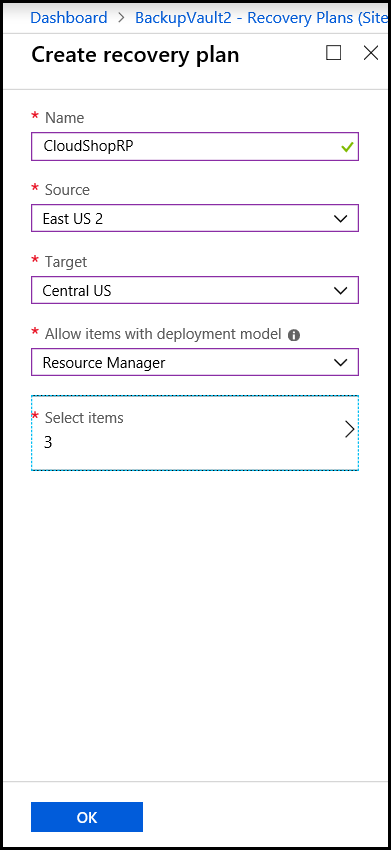 Dashboard > BackupVault2 - Recovery Plans (Site
Create recovery plan
* Name
CloudShopRP
* Source
East US 2
* Target
Central US
* Allow items with deployment model
Resource Manager
* Select items
3
OK